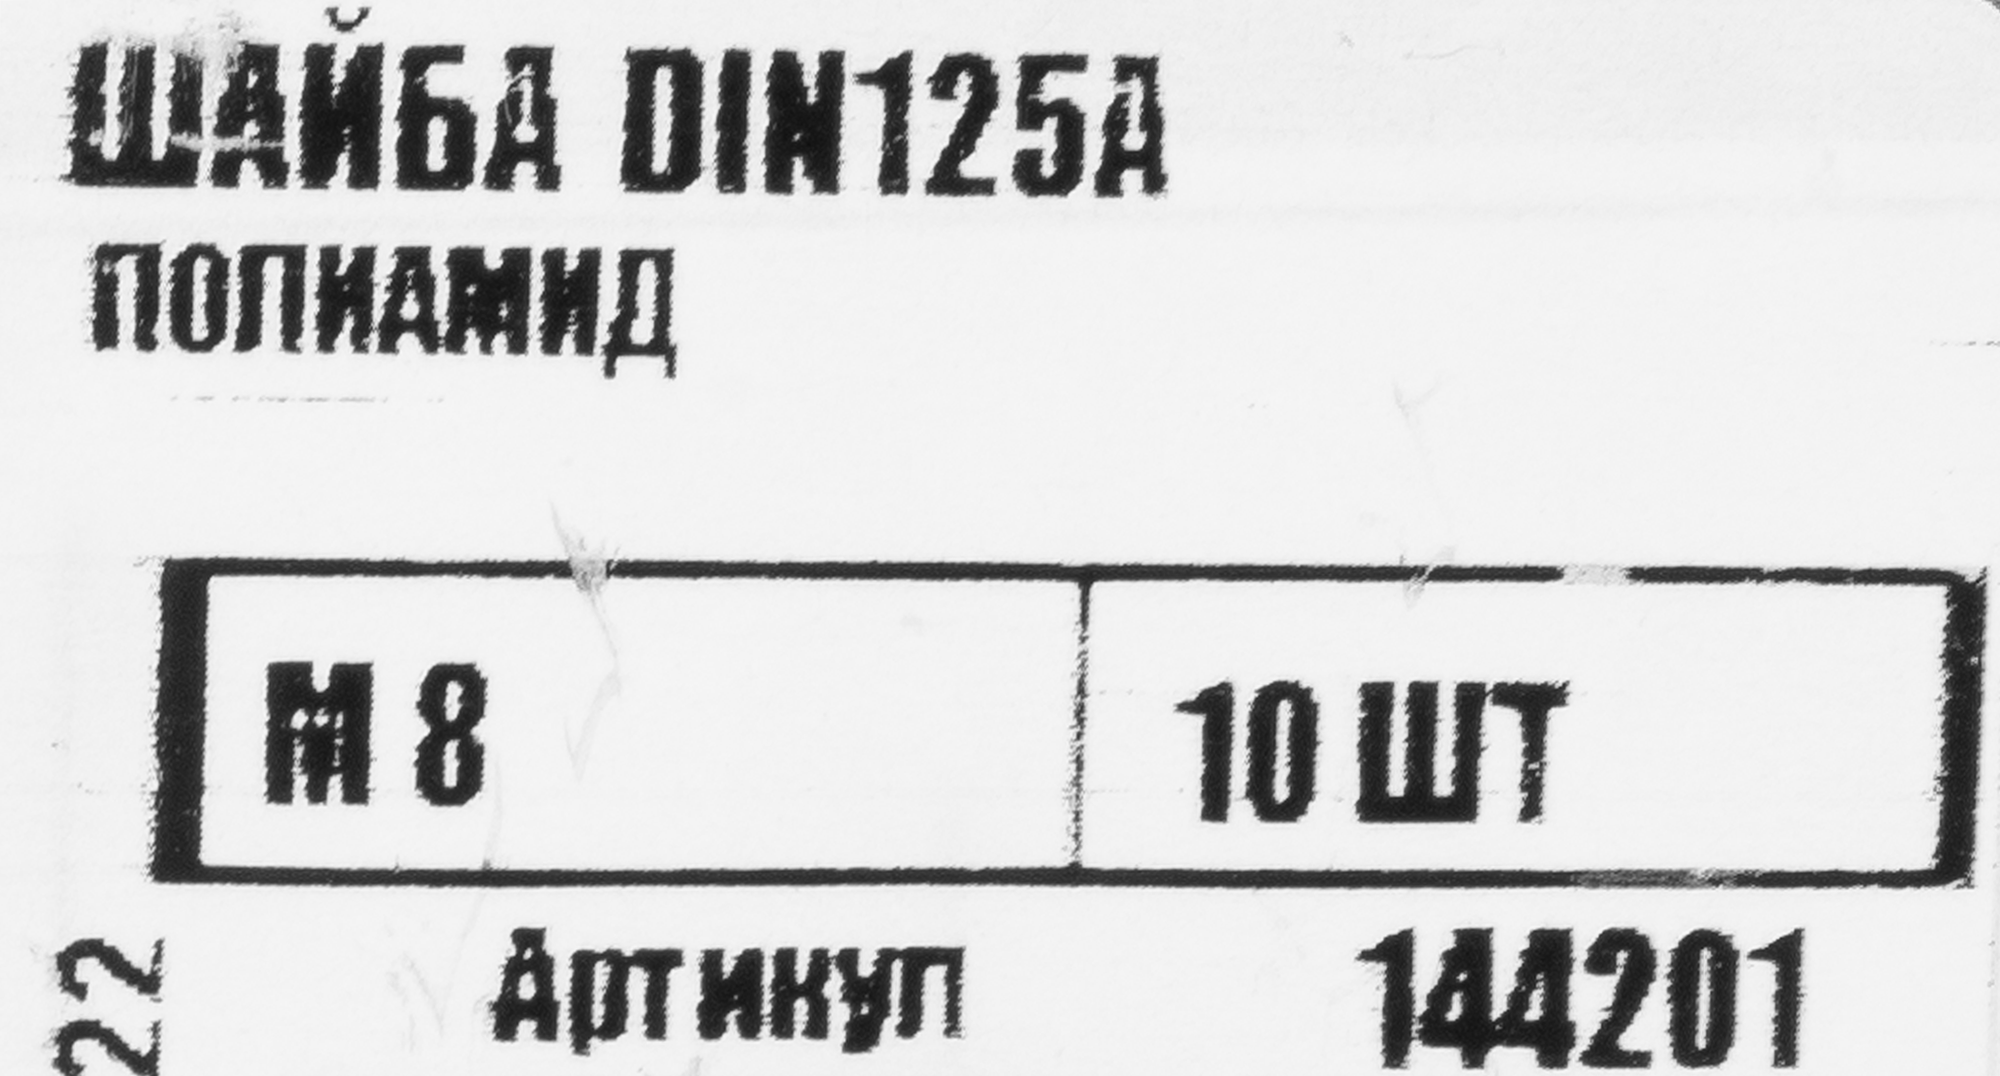 ШАЙБА DIN125A
ПОЛИАМИД
М 8
10 ШТ
Артикул 144201
22